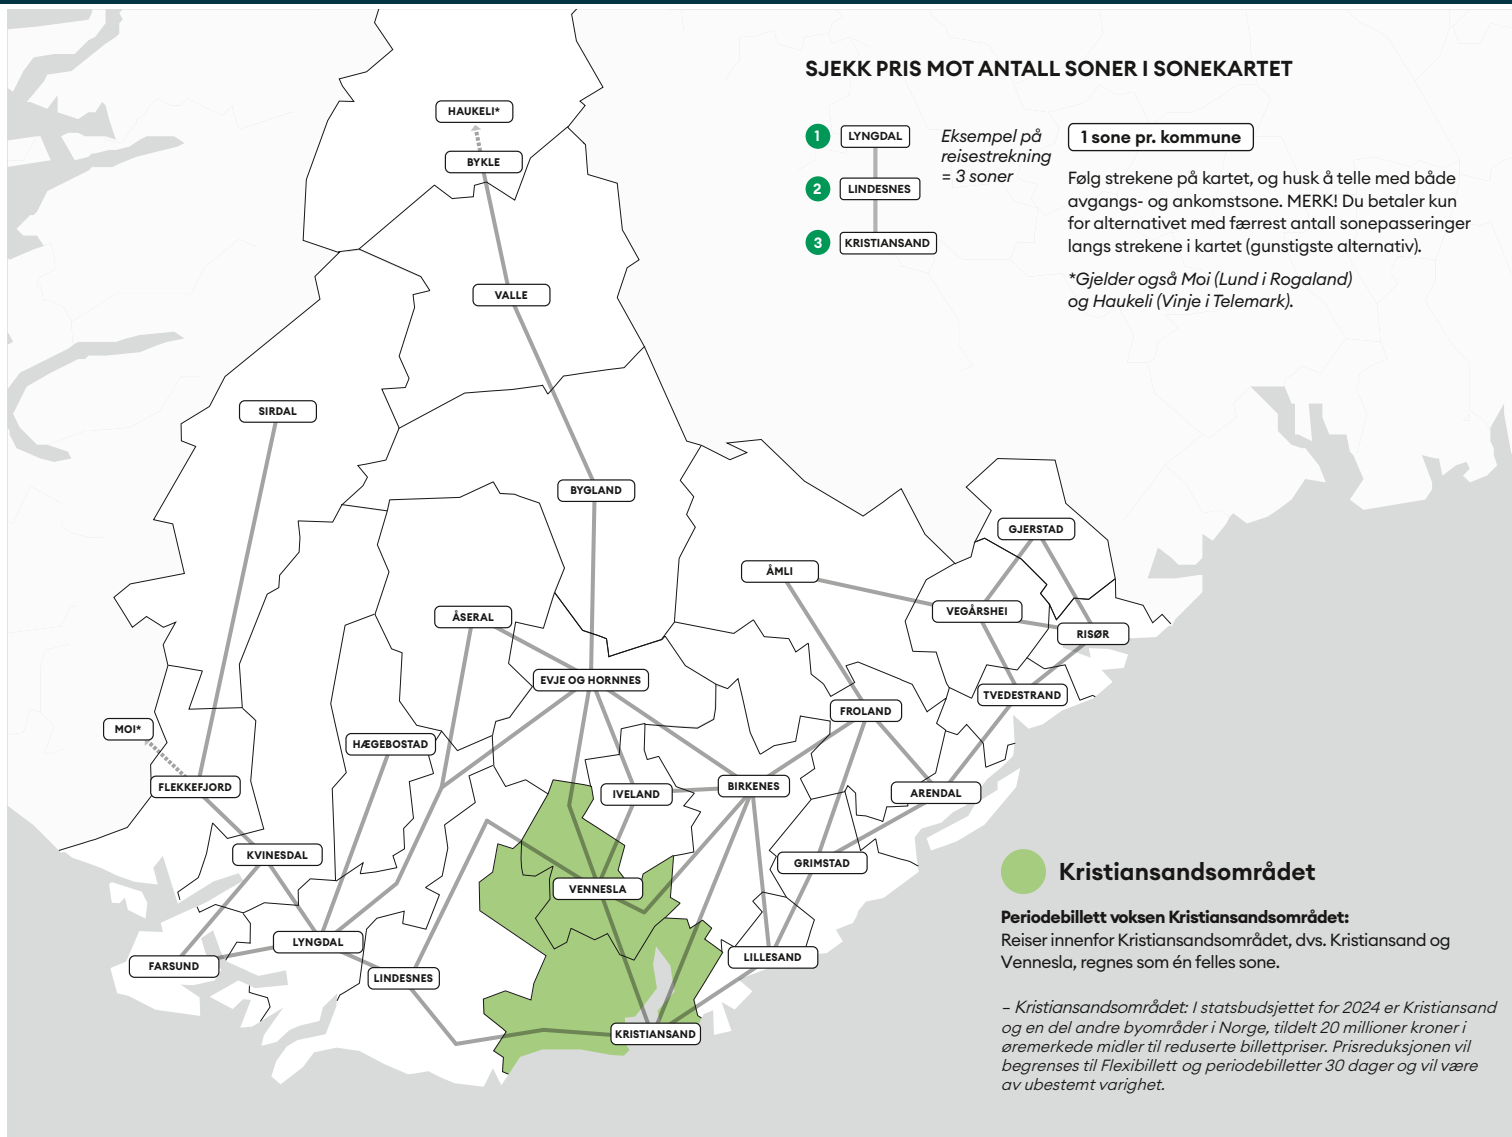 SJEKK PRIS MOT ANTALL SONER I SONEKARTET
1 LYNGDAL
2 LINDESNES
3 KRISTIANSAND
Eksempel på
reisestrekning
= 3 soner
1 sone pr. kommune
Følg strekene på kartet, og husk å telle med både
avgangs- og ankomstsone. MERK! Du betaler kun
for alternativet med færrest antall sonepasseringer
langs strekene i kartet (gunstigste alternativ).
*Gjelder også Moi (Lund i Rogaland)
og Haukeli (Vinje i Telemark).
HAUKELI*
BYKLE
VALLE
SIRDAL
BYGLAND
GJERSTAD
ÅMLI
VEGÅRSHEI
ÅSERAL
RISØR
EVJE OG HORNNES
TVEDESTRAND
FROLAND
MOI*
HÆGEBOSTAD
FLEKKEFJORD
IVELAND
BIRKENES
ARENDAL
KVINESDAL
GRIMSTAD
VENNESLA
LYNGDAL
FARSUND
LINDESNES
LILLESAND
KRISTIANSAND
Kristiansandsområdet
Periodebillett voksen Kristiansandsområdet:
Reiser innenfor Kristiansandsområdet, dvs. Kristiansand og
Vennesla, regnes som én felles sone.
– Kristiansandsområdet: I statsbudsjettet for 2024 er Kristiansand
og en del andre byområder i Norge, tildelt 20 millioner kroner i
øremerkede midler til reduserte billettpriser. Prisreduksjonen vil
begrenses til Flexibillett og periodebilletter 30 dager og vil være
av ubestemt varighet.